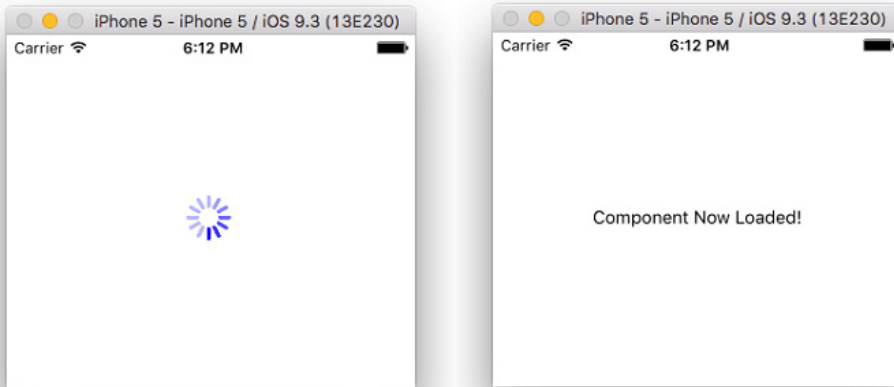 iPhone 5 - iPhone 5 / iOS 9.3 (13E230)
Carrier 6:12 PM
iPhone 5 - iPhone 5 / iOS 9.3 (13E230)
Carrier 6:12 PM
Component Now Loaded!